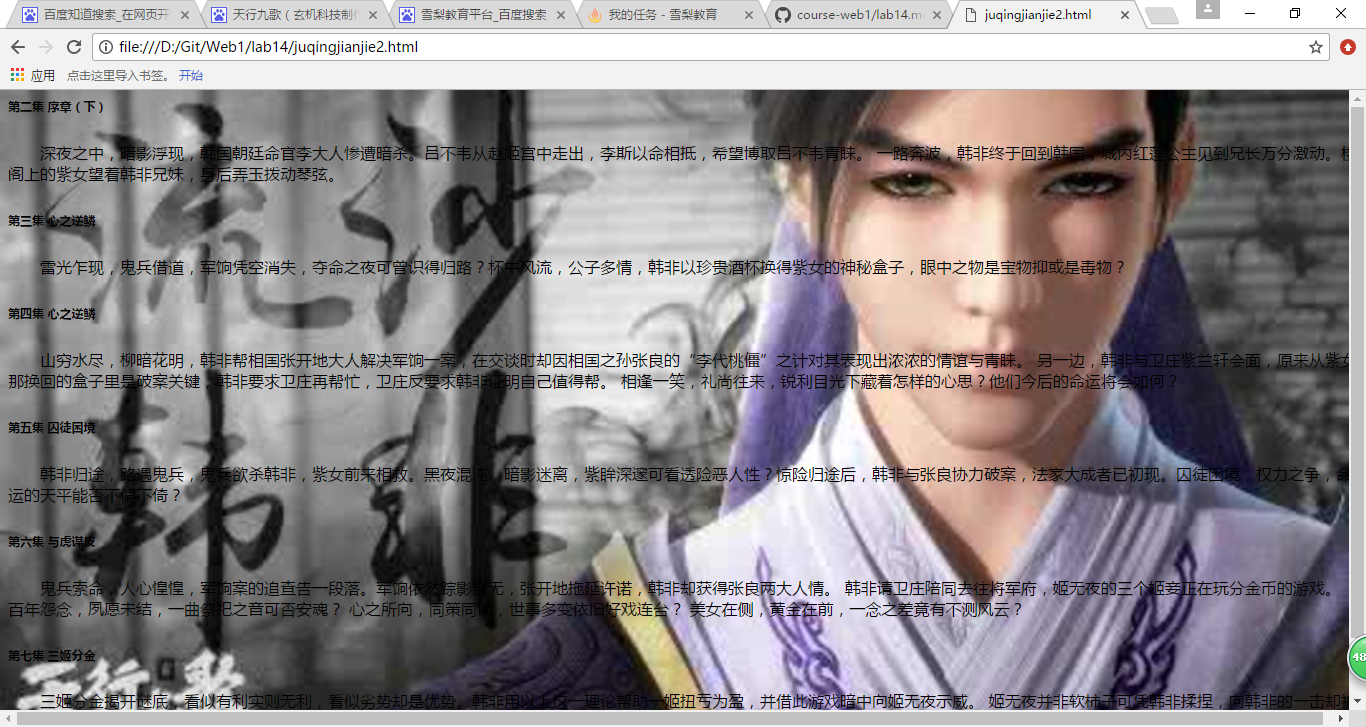 百度知道搜索_在网页开
天行九歌（玄机科技制作
雪梨教育平台_百度搜索
我的任务 - 雪梨教育
course-web1/lab14.m
juqingjianjie2.html
file:///D:/Git/Web1/lab14/juqingjianjie2.html
应用 点击这里导入书签。 开始
第二集 序章（下）
深夜之中，暗影浮现，韩国朝廷命官李大人惨遭暗杀。吕不韦从赵姬宫中走出，李斯以命相抵，希望博取吕不韦青睐。 一路奔波，韩非终于回到韩国，城内红莲公主见到兄长万分激动。楼
阁上的紫女望着韩非兄妹，身后弄玉拨动琴弦。
流沙
第三集 心之逆鳞
雷光乍现，鬼兵借道，军饷凭空消失，夺命之夜可曾识得归路？杯中风流，公子多情，韩非以珍贵酒杯换得紫女的神秘盒子，眼中之物是宝物抑或是毒物？
第四集 心之逆鳞
山穷水尽，柳暗花明，韩非帮相国张开地大人解决军饷一案，在交谈时却因相国之孙张良的“李代桃僵”之计对其表现出浓浓的情谊与青睐。 另一边，韩非与卫庄紫兰轩会面，原来从紫女
那换回的盒子里是破案关键，韩非要求卫庄再帮忙，卫庄反要求韩非证明自己值得帮。 相逢一笑，礼尚往来，锐利目光下藏着怎样的心思？他们今后的命运将会如何？
韩非
第五集 囚徒困境
韩非归途，路遇鬼兵，鬼兵欲杀韩非，紫女前来相救。黑夜混沌，暗影迷离，紫眸深邃可看透险恶人性？惊险归途后，韩非与张良协力破案，法家大成者已初现。囚徒困境，权力之争，命
运的天平能否不偏不倚？
第六集 与虎谋皮
鬼兵索命，人心惶惶，军饷案的追查告一段落。军饷依然踪影全无，张开地拖延许诺，韩非却获得张良两大人情。 韩非请卫庄陪同去往将军府，姬无夜的三个姬妾正在玩分金币的游戏。
百年怨念，夙愿未结，一曲祭祀之音可否安魂？ 心之所向，同策同谋，世事多变依旧好戏连台？ 美女在侧，黄金在前，一念之差竟有不测风云？
第七集 三姬分金
天行九歌
三姬分金揭开谜底，看似有利实则无利，看似劣势却是优势。韩非用以上这一理论帮助一姬扭亏为盈，并借此游戏暗中向姬无夜示威。 姬无夜并非软柿子可凭韩非揉捏，向韩非的一击却被
48